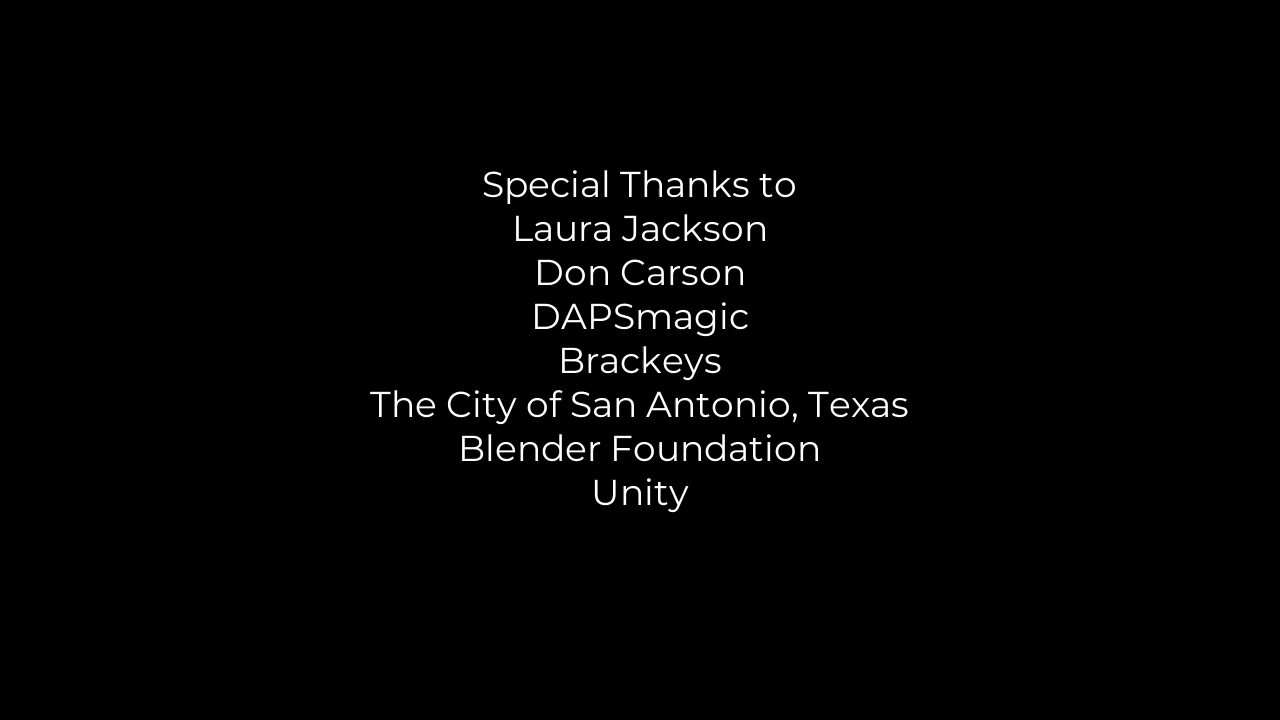 Special Thanks to
Laura Jackson
Don Carson
DAPSmagic
Brackeys
The City of San Antonio, Texas
Blender Foundation
Unity